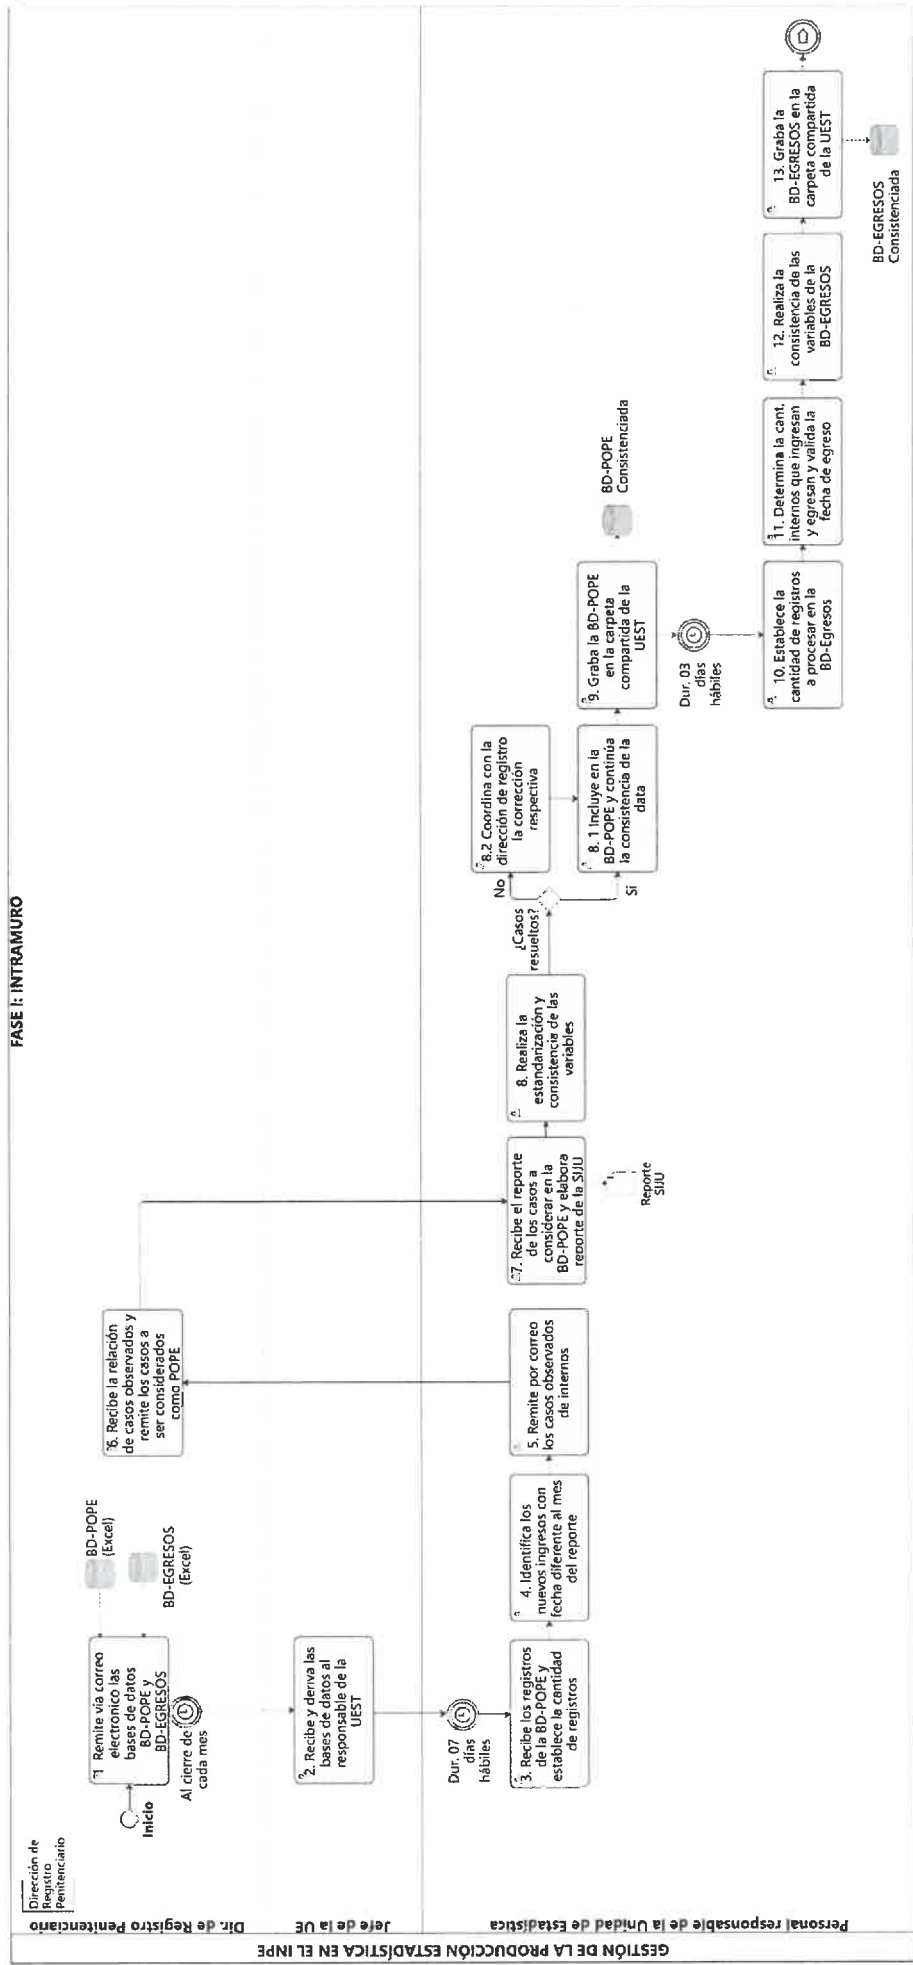 FASE I: INTRAMURO
GESTIÓN DE LA PRODUCCIÓN ESTADÍSTICA EN EL INPE
Dir. de Registro Penitenciario
Jefe de la UE
Personal responsable de la Unidad de Estadística
Dirección de
Registro
Penitenciario
Inicio
1 Remite vía correo
electrónico las
bases de datos
BD-POPE y
BD-EGRESOS
BD-POPE
(Excel)
BD-EGRESOS
(Excel)
Al cierre de
cada mes
2. Recibe y deriva las
bases de datos al
responsable de la
UEST
Dur. 07
días
hábiles
3. Recibe los registros
de la BD-POPE y
establece la cantidad
de registros
4. Identifica los
nuevos ingresos con
fecha diferente al mes
del reporte
5. Remite por correo
los casos observados
de internos
6. Recibe la relación
de casos observados y
remite los casos a
ser considerados
como POPE
7. Recibe el reporte
de los casos a
considerar en la
BD-POPE y elabora
reporte de la SIJU
Reporte
SIJU
8. Realiza la
estandarización y
consistencia de las
variables
¿Casos
resueltos?
No
Si
8.2 Coordina con la
dirección de registro
la corrección
respectiva
8. 1 Incluye en la
BD-POPE y continúa
la consistencia de la
data
9. Graba la BD-POPE
en la carpeta
compartida de la
UEST
BD-POPE
Consistenciada
Dur. 03
días
hábiles
10. Establece la
cantidad de registros
a procesar en la
BD-Egresos
11. Determina la cant.
internos que ingresan
y egresan y valida la
fecha de egreso
12. Realiza la
consistencia de las
variables de la
BD-EGRESOS
13. Graba la
BD-EGRESOS en la
carpeta compartida
de la UEST
BD-EGRESOS
Consistenciada